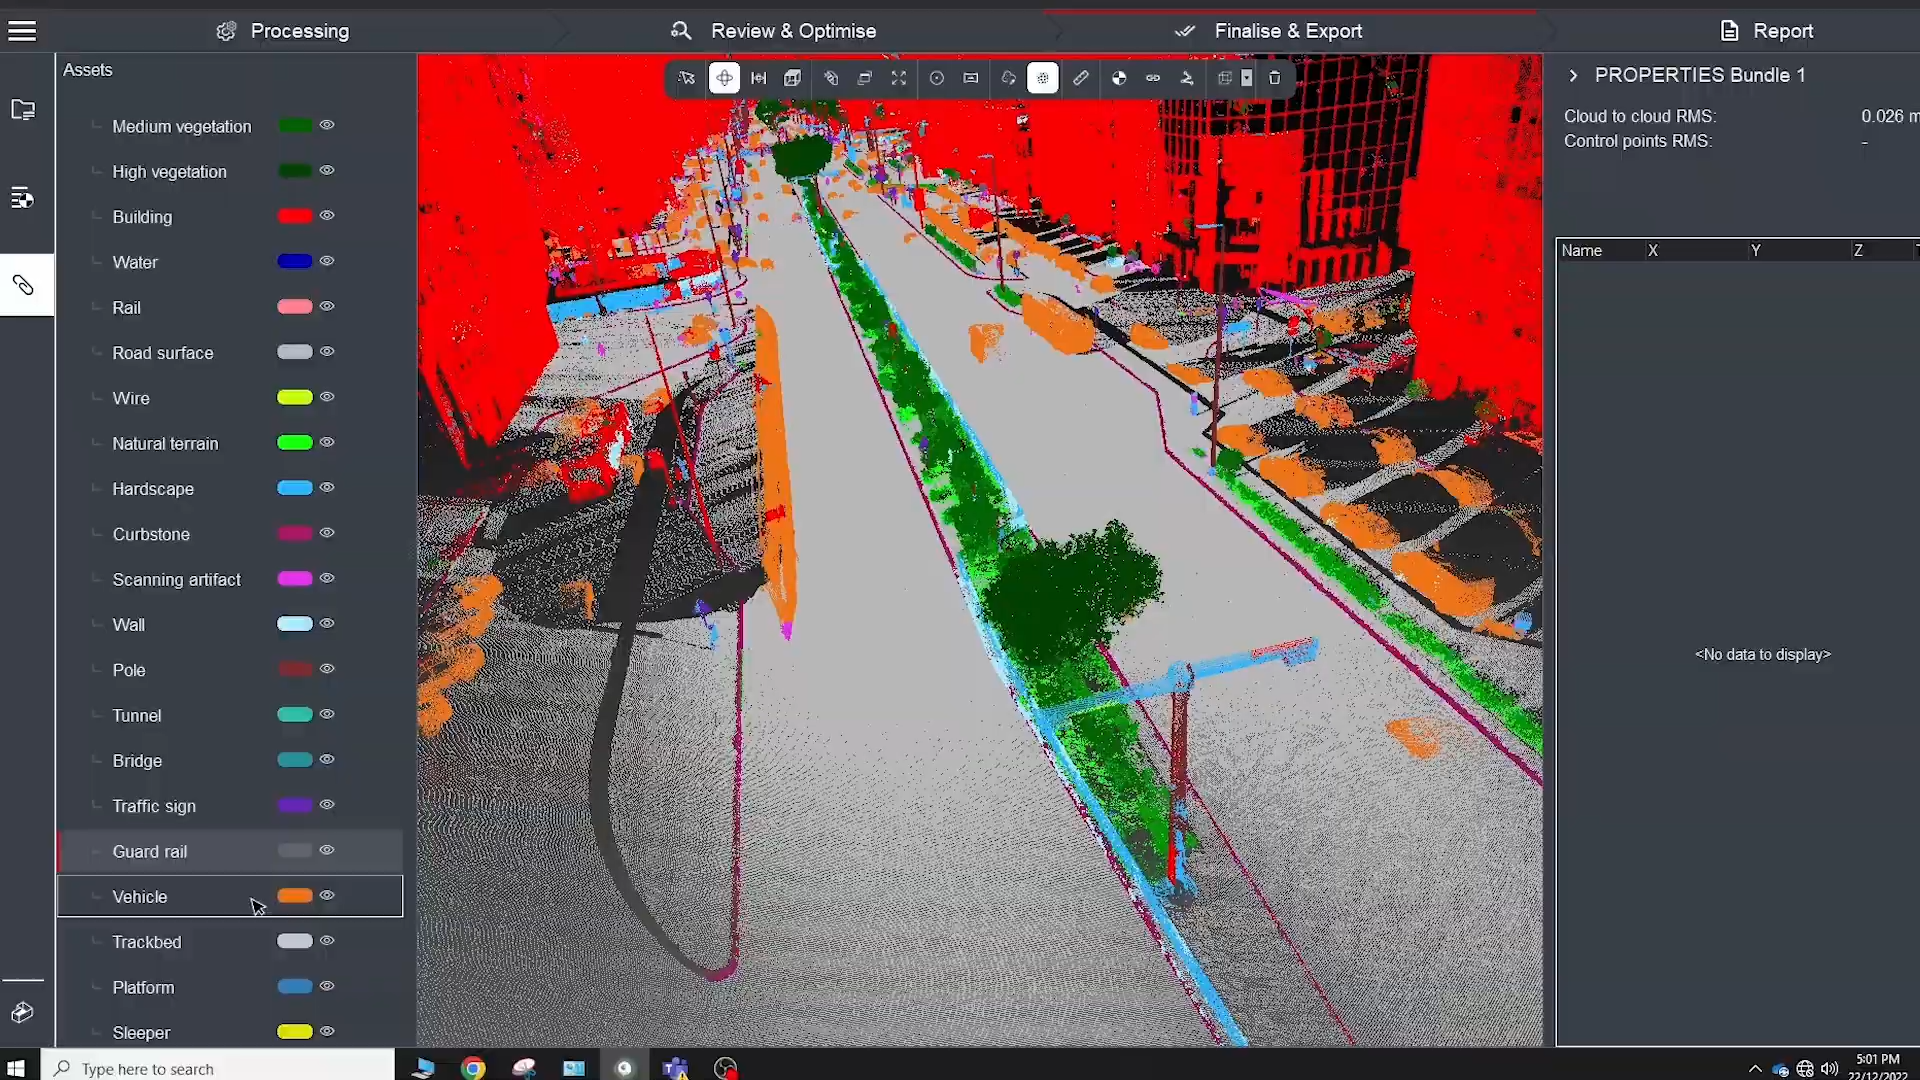 Processing
Review & Optimise
Finalise & Export
Report
Assets
Medium vegetation
High vegetation
Building
Water
Rail
Road surface
Wire
Natural terrain
Hardscape
Curbstone
Scanning artifact
Wall
Pole
Tunnel
Bridge
Traffic sign
Guard rail
Vehicle
Trackbed
Platform
Sleeper
PROPERTIES Bundle 1
Cloud to cloud RMS: 0.026 m
Control points RMS: -
Name X Y Z
<No data to display>
Type here to search
5:01 PM
22/12/2022